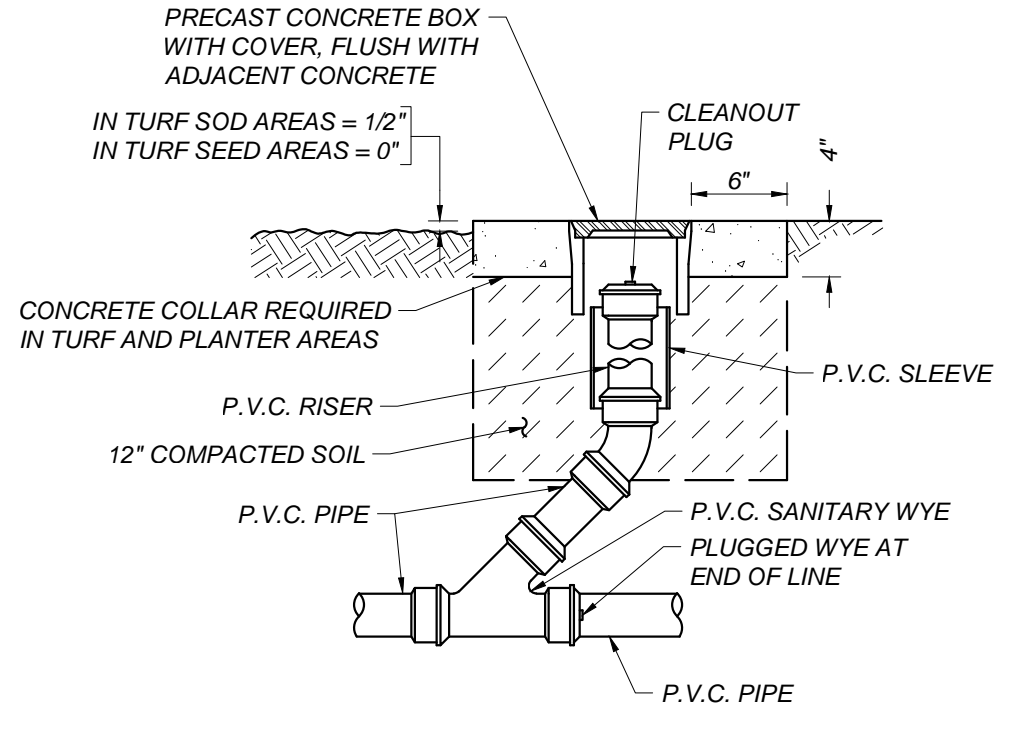 PRECAST CONCRETE BOX
WITH COVER, FLUSH WITH
ADJACENT CONCRETE
IN TURF SOD AREAS = 1/2"
IN TURF SEED AREAS = 0"
CLEANOUT
PLUG
4"
6"
CONCRETE COLLAR REQUIRED
IN TURF AND PLANTER AREAS
P.V.C. SLEEVE
P.V.C. RISER
12" COMPACTED SOIL
P.V.C. PIPE
P.V.C. SANITARY WYE
PLUGGED WYE AT
END OF LINE
P.V.C. PIPE